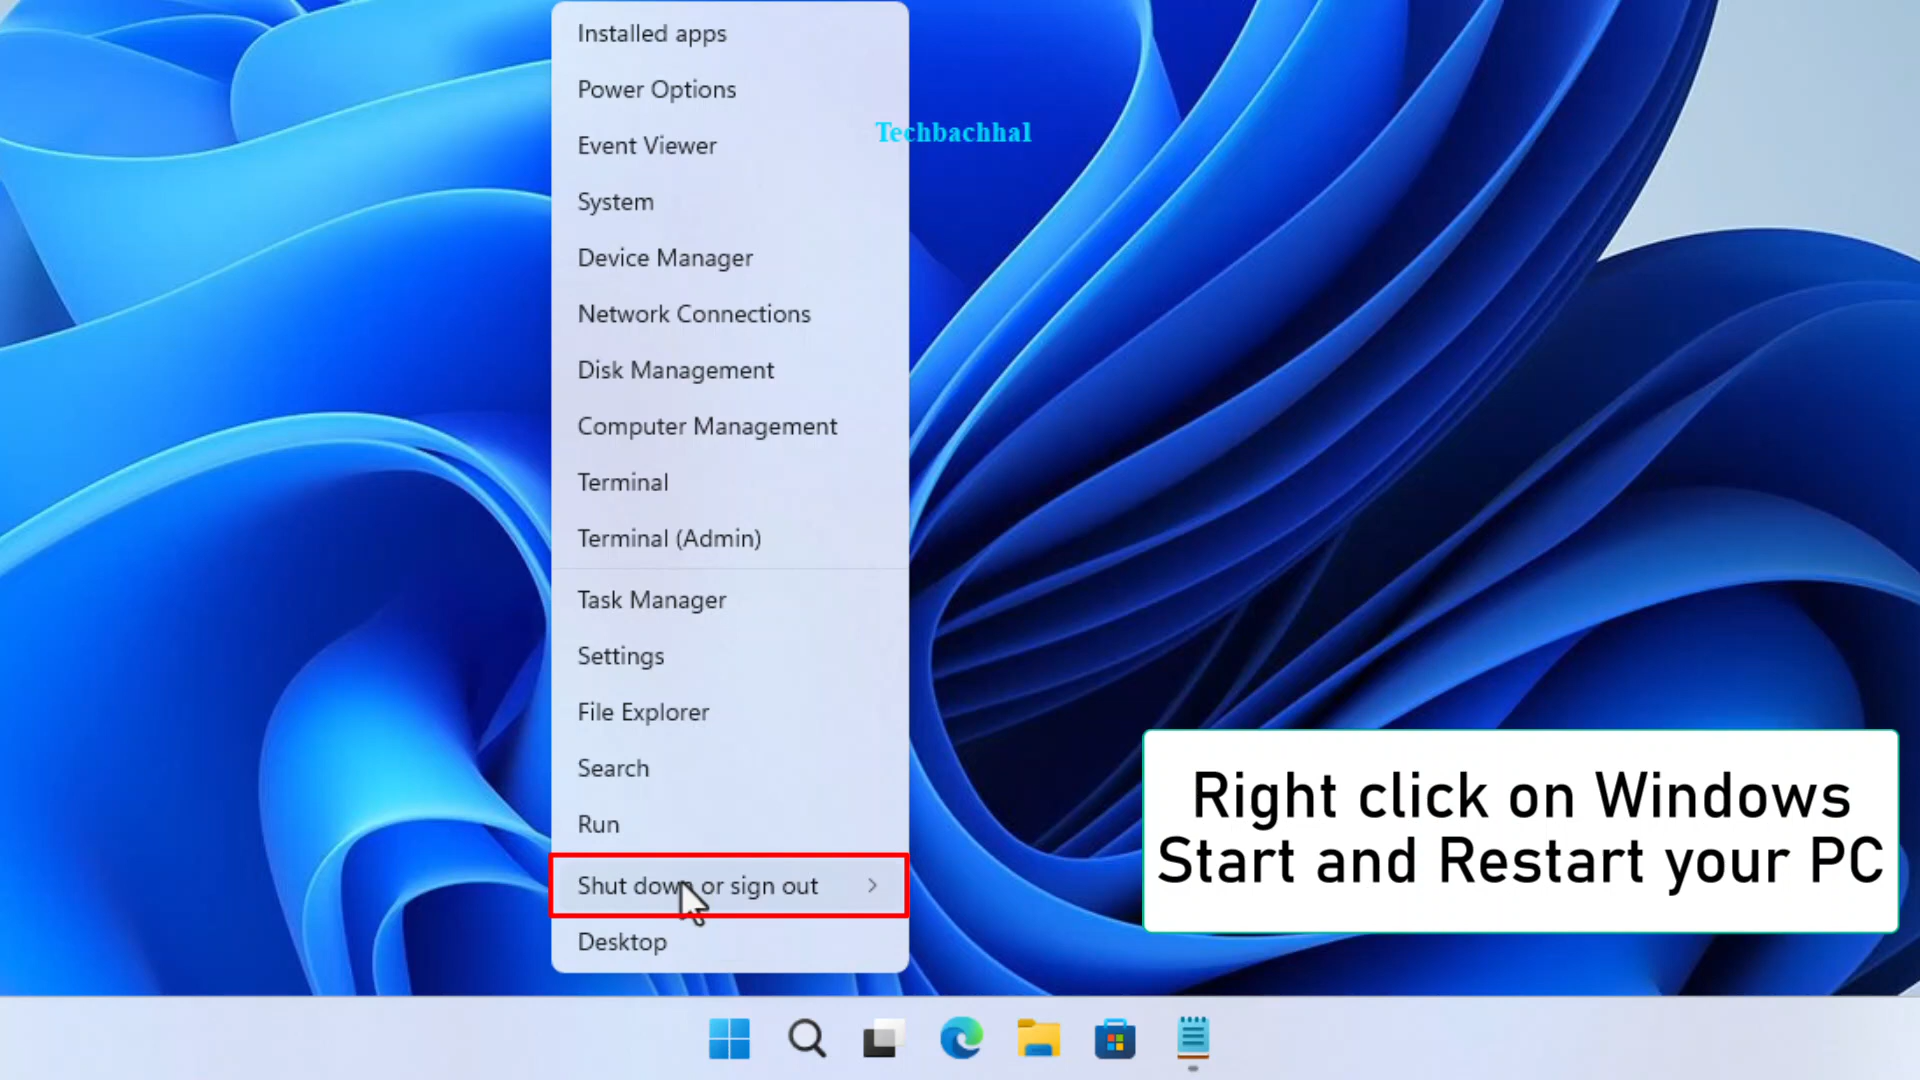 Installed apps
Power Options
Techbachhal
Event Viewer
System
Device Manager
Network Connections
Disk Management
Computer Management
Terminal
Terminal (Admin)
Task Manager
Settings
File Explorer
Search
Run
Shut down or sign out
Desktop
Right click on Windows
Start and Restart your PC